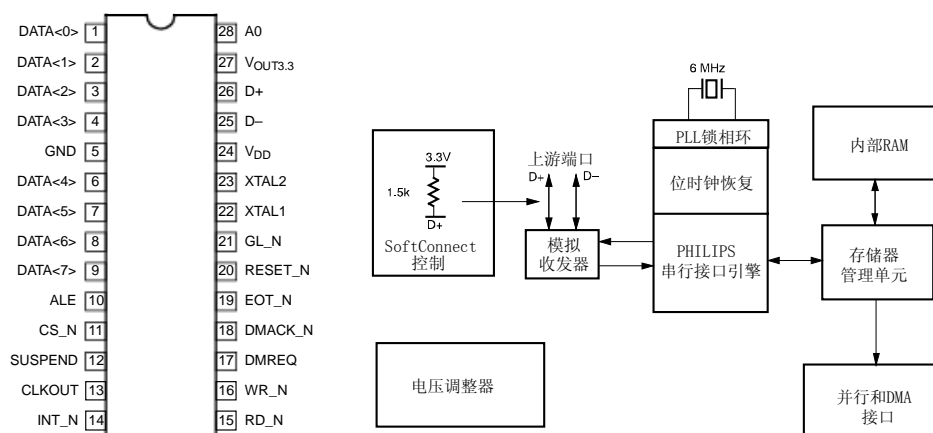 DATA<0> 1 28 A0
DATA<1> 2 27 VOUT3.3
DATA<2> 3 26 D+
DATA<3> 4 25 D−
GND 5 24 VDD
DATA<4> 6 23 XTAL2
DATA<5> 7 22 XTAL1
DATA<6> 8 21 GL_N
DATA<7> 9 20 RESET_N
ALE 10 19 EOT_N
CS_N 11 18 DMACK_N
SUSPEND 12 17 DMREQ
CLKOUT 13 16 WR_N
INT_N 14 15 RD_N
3.3V
1.5k
D+
SoftConnect
控制
上游端口
D+ D−
模拟
收发器
6 MHz
PLL锁相环
位时钟恢复
PHILIPS
串行接口引擎
内部RAM
存储器
管理单元
并行和DMA
接口
电压调整器